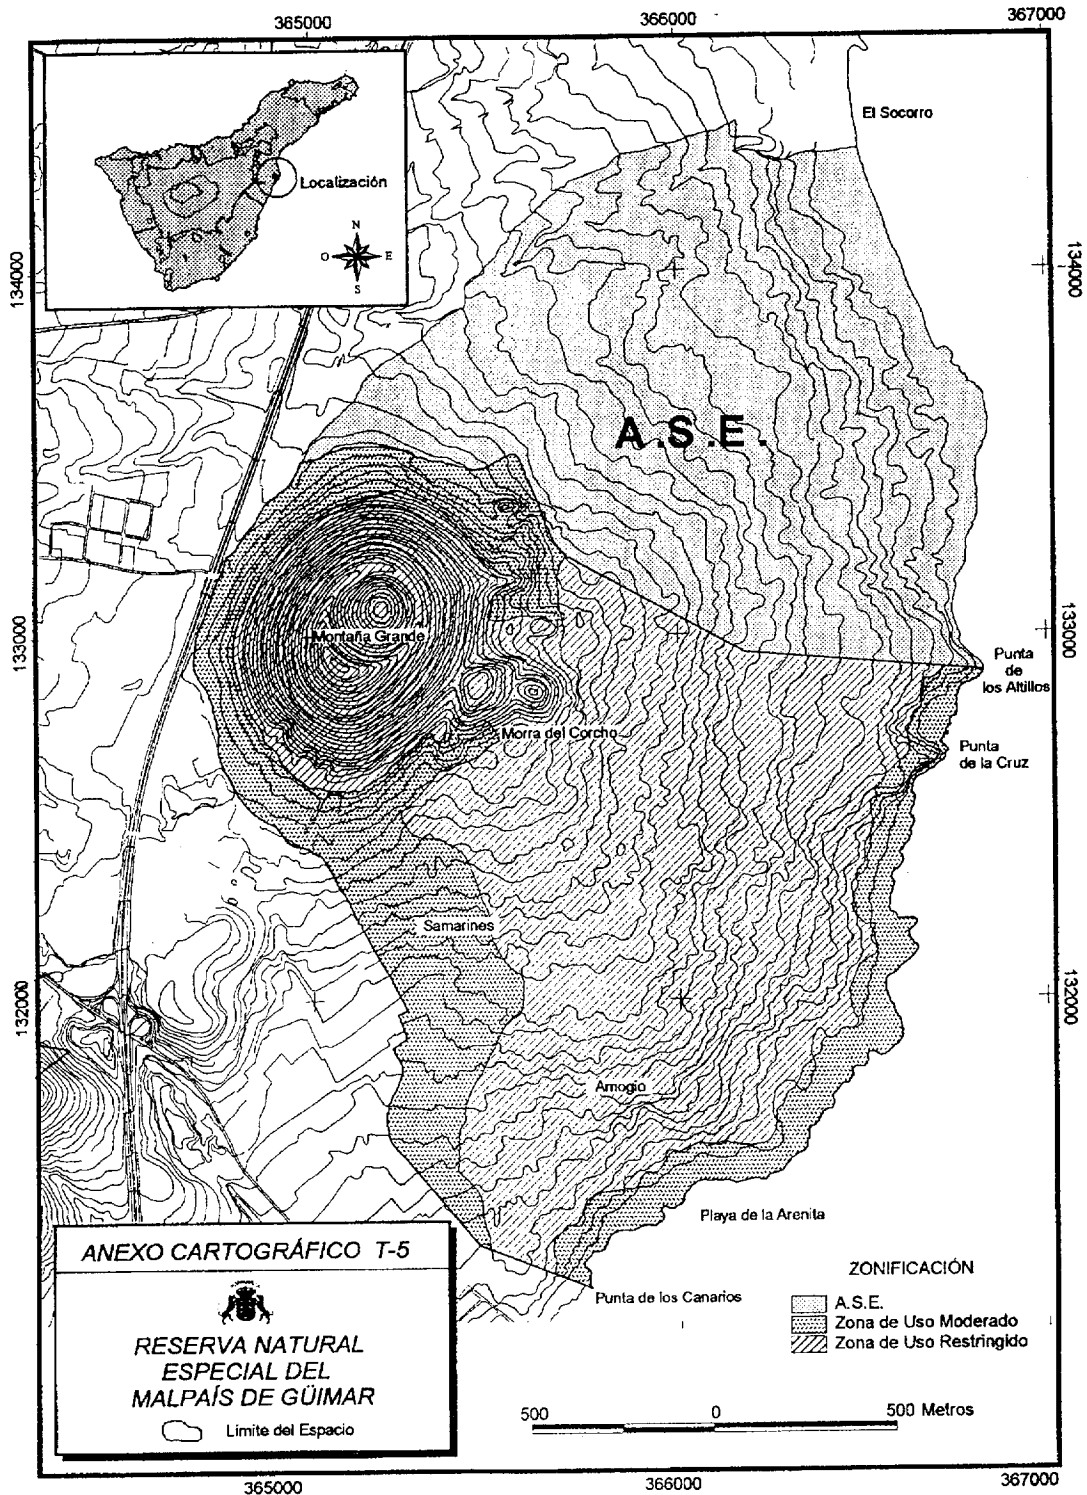 365000
366000
367000
El Socorro
Localización
N
O
E
S
134000
134000
A.S.E.
133000
133000
Montaña Grande
Punta
de
los Altillos
Morra del Corcho
Punta
de la Cruz
Samarines
132000
132000
Amogio
Playa de la Arenita
ANEXO CARTOGRÁFICO T-5
RESERVA NATURAL
ESPECIAL DEL
MALPAÍS DE GÜIMAR
Límite del Espacio
Punta de los Canarios
ZONIFICACIÓN
A.S.E.
Zona de Uso Moderado
Zona de Uso Restringido
500
0
500 Metros
365000
366000
367000